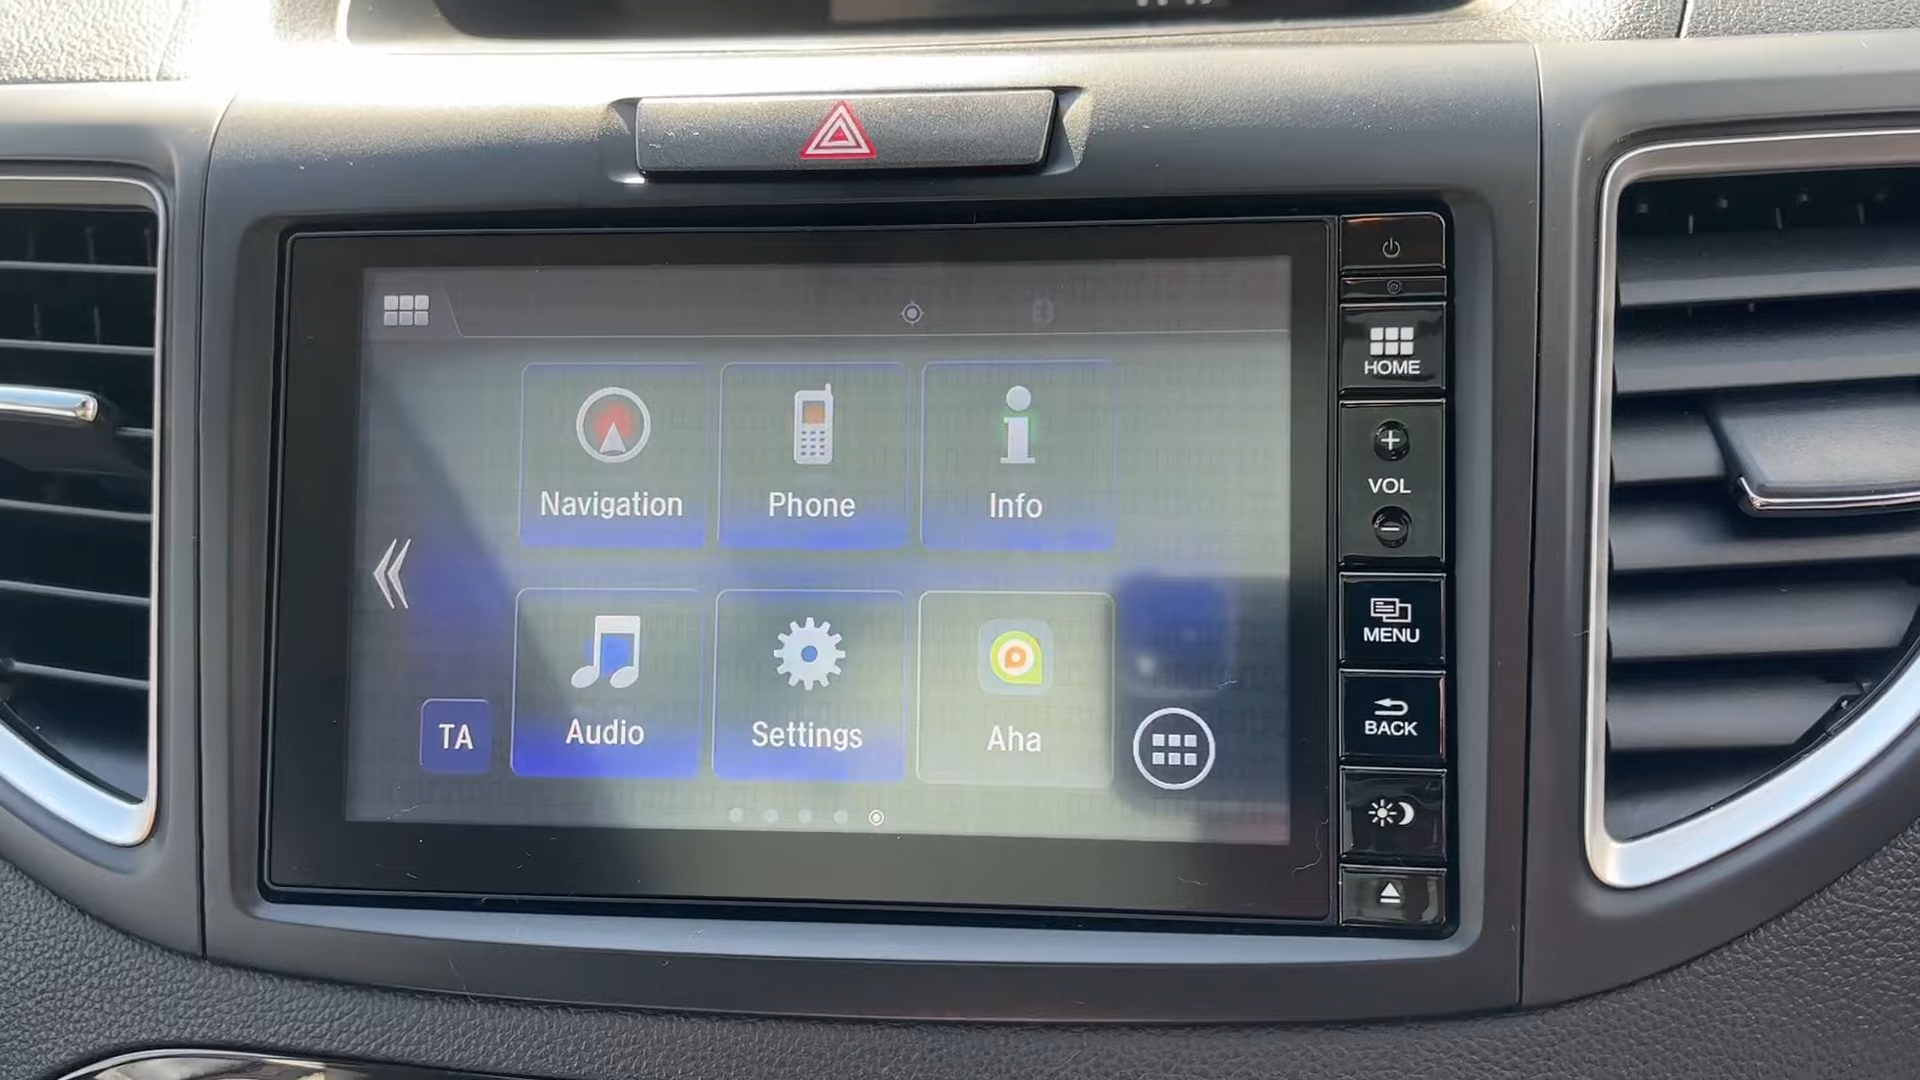 HOME
VOL
MENU
BACK
Navigation
Phone
Info
Audio
Settings
Aha
TA